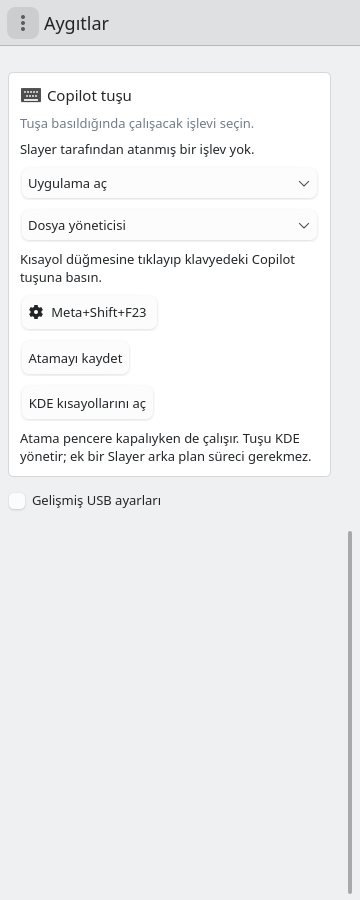 Aygıtlar
Copilot tuşu
Tuşa basıldığında çalışacak işlevi seçin.
Slayer tarafından atanmış bir işlev yok.
Uygulama aç
Dosya yöneticisi
Kısayol düğmesine tıklayıp klavyedeki Copilot
tuşuna basın.
Meta+Shift+F23
Atamayı kaydet
KDE kısayollarını aç
Atama pencere kapalıyken de çalışır. Tuşu KDE
yönetir; ek bir Slayer arka plan süreci gerekmez.
Gelişmiş USB ayarları